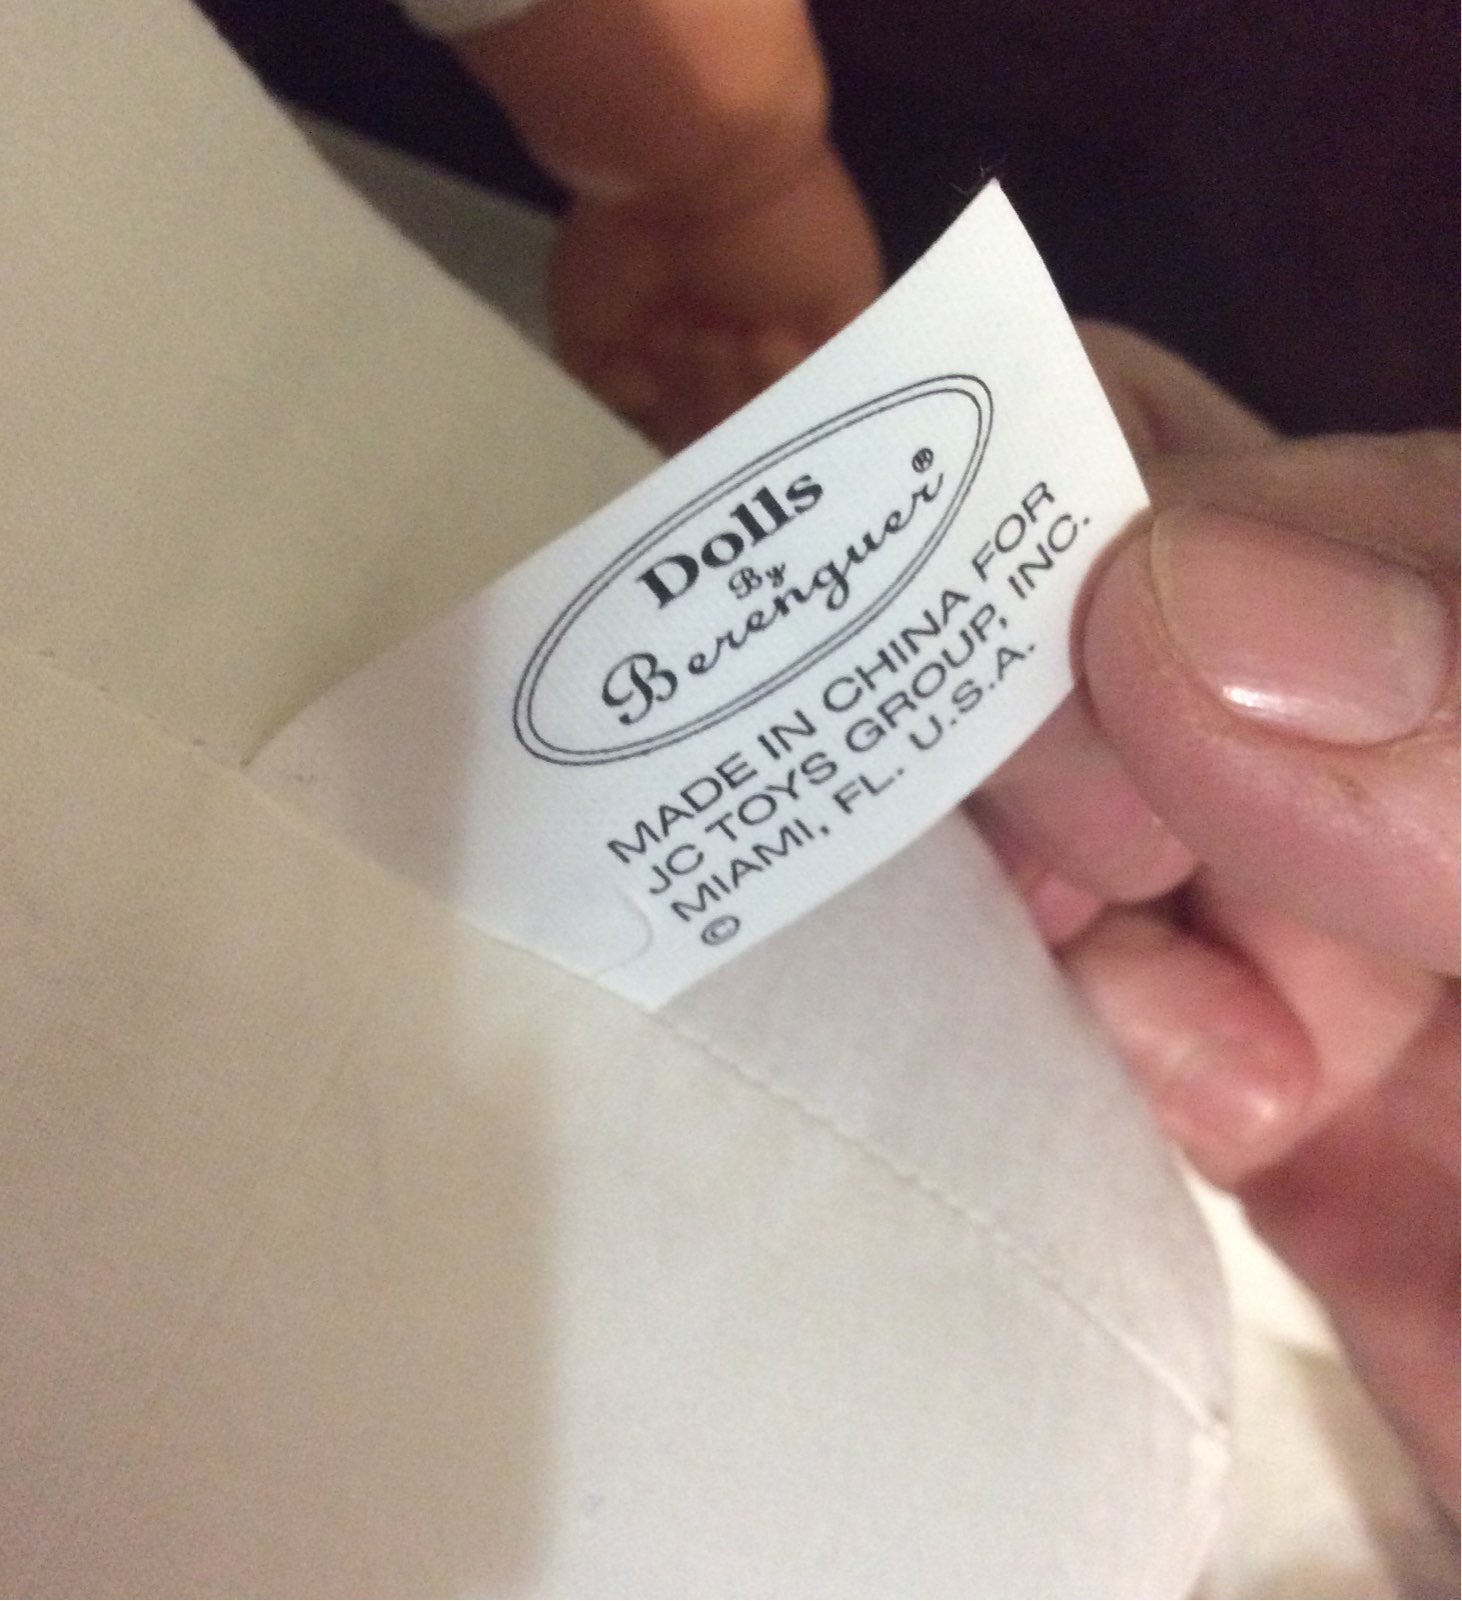 Dolls
By
Berenguer®
MADE IN CHINA FOR
JC TOYS GROUP, INC.
MIAMI, FL. U.S.A.
©